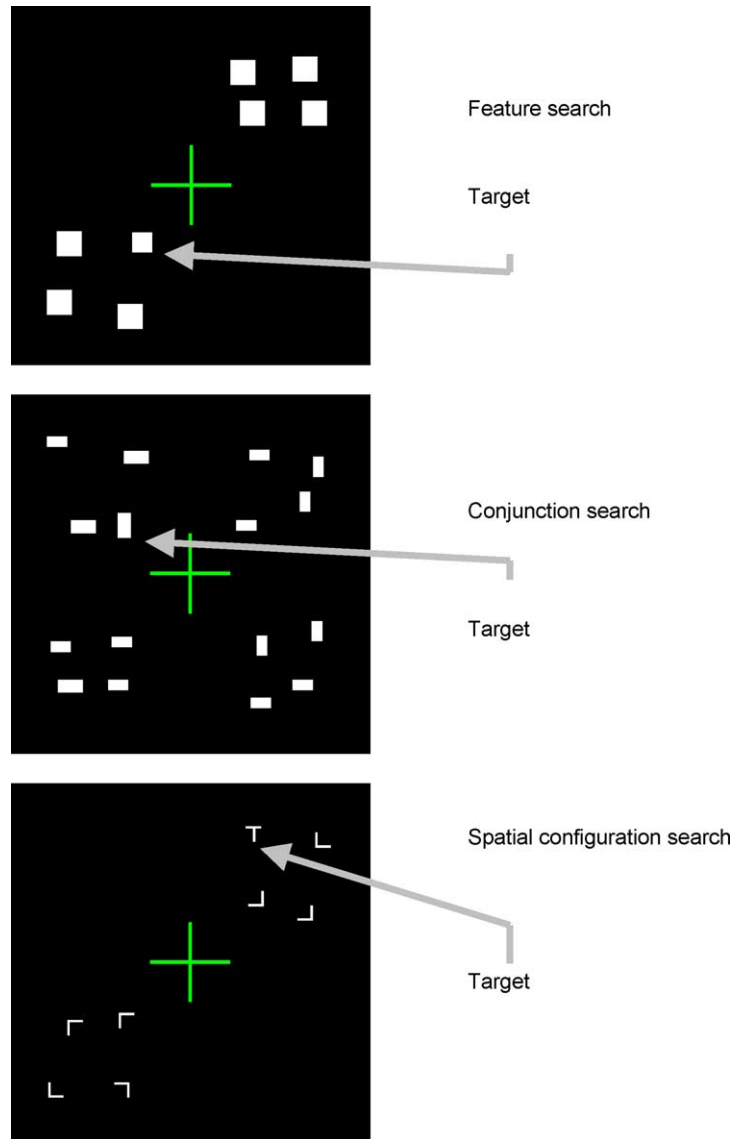 Feature search
Target
Conjunction search
Target
Spatial configuration search
Target